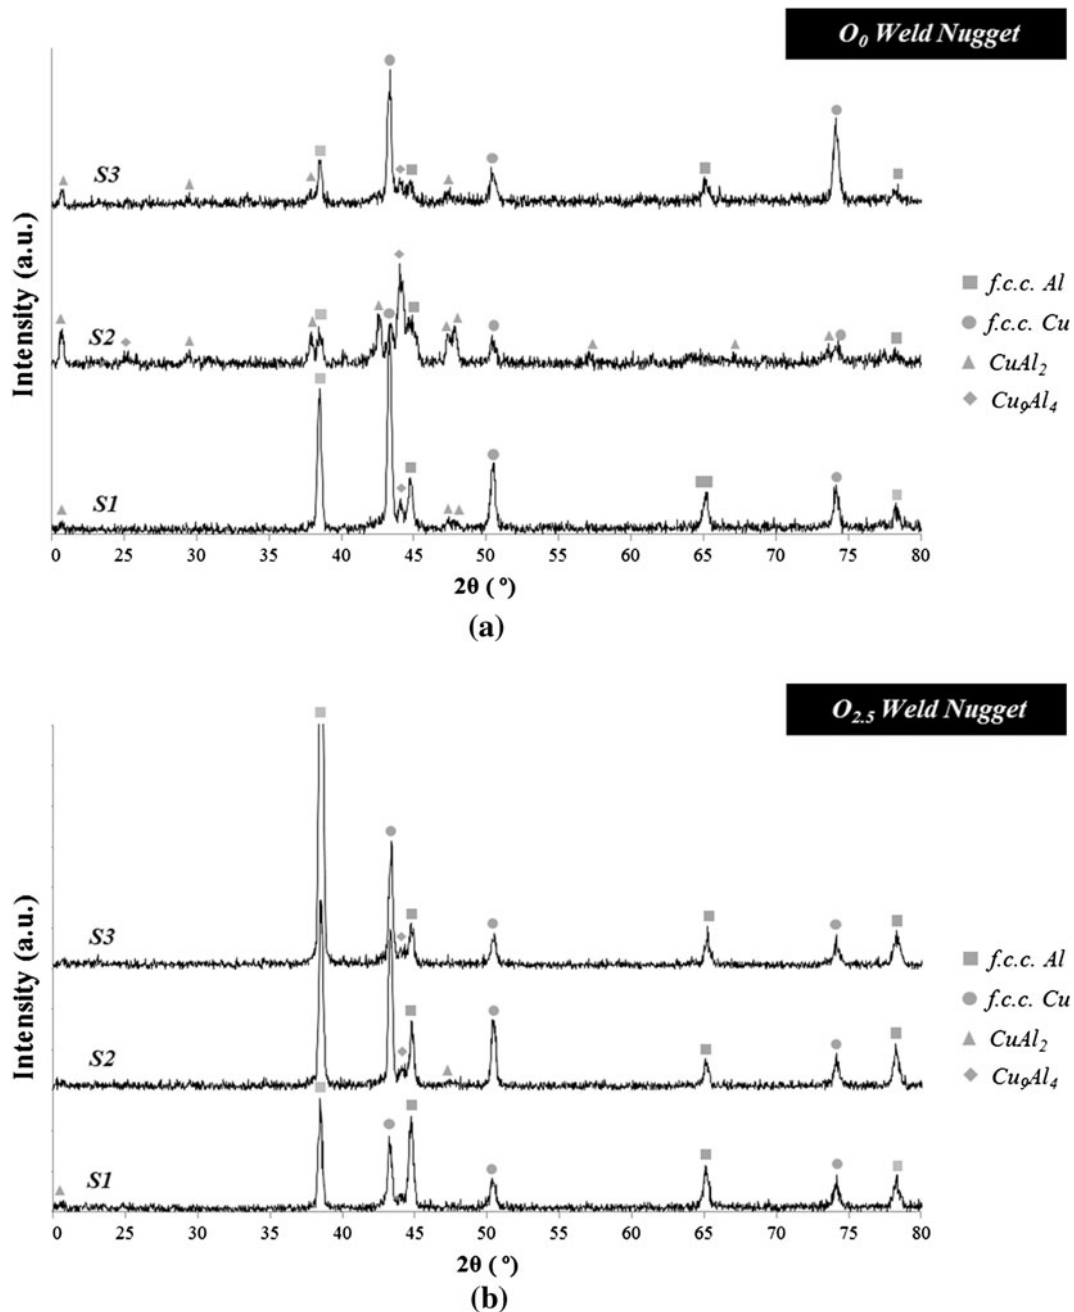 (a)
O₀ Weld Nugget
Intensity (a.u.)
S3
S2
S1
f.c.c. Al
f.c.c. Cu
CuAl₂
Cu₉Al₄
0 25 30 35 40 45 50 55 60 65 70 75 80
2θ (º)
(a)
O₂.₅ Weld Nugget
Intensity (a.u.)
S3
S2
S1
f.c.c. Al
f.c.c. Cu
CuAl₂
Cu₉Al₄
0 25 30 35 40 45 50 55 60 65 70 75 80
2θ (º)
(b)